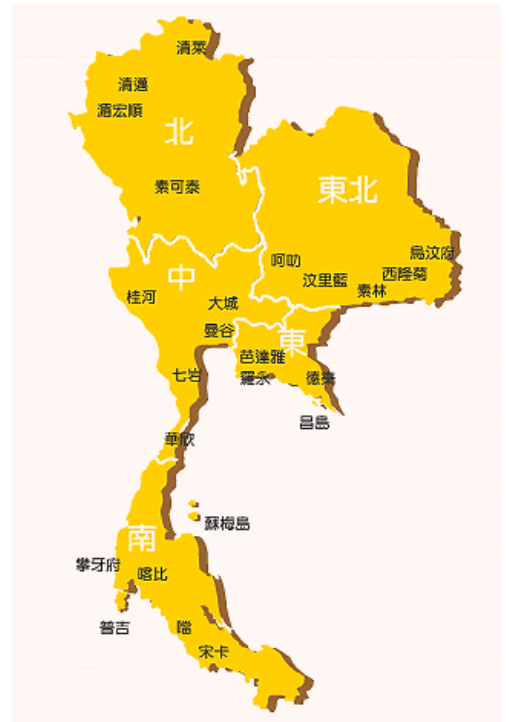 清萊
清邁
湄宏順
北
素可泰
東北
烏汶府
呵叻
西隆菊
汶里藍
素林
中
桂河
大城
曼谷
東
芭達雅
七岩
羅永
德萊
昌島
華欣
蘇梅島
南
攀牙府
喀比
普吉
噹
宋卡